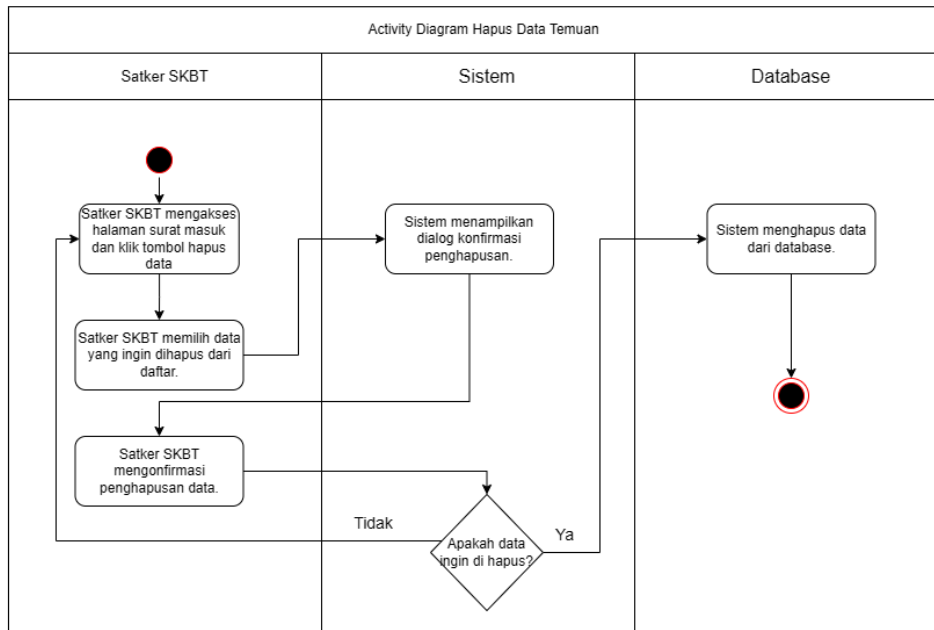 Activity Diagram Hapus Data Temuan
Satker SKBT
Sistem
Database
Satker SKBT mengakses
halaman surat masuk
dan klik tombol hapus
data
Sistem menampilkan
dialog konfirmasi
penghapusan.
Sistem menghapus data
dari database.
Satker SKBT memilih data
yang ingin dihapus dari
daftar.
Satker SKBT
mengonfirmasi
penghapusan data.
Tidak
Ya
Apakah data
ingin di hapus?